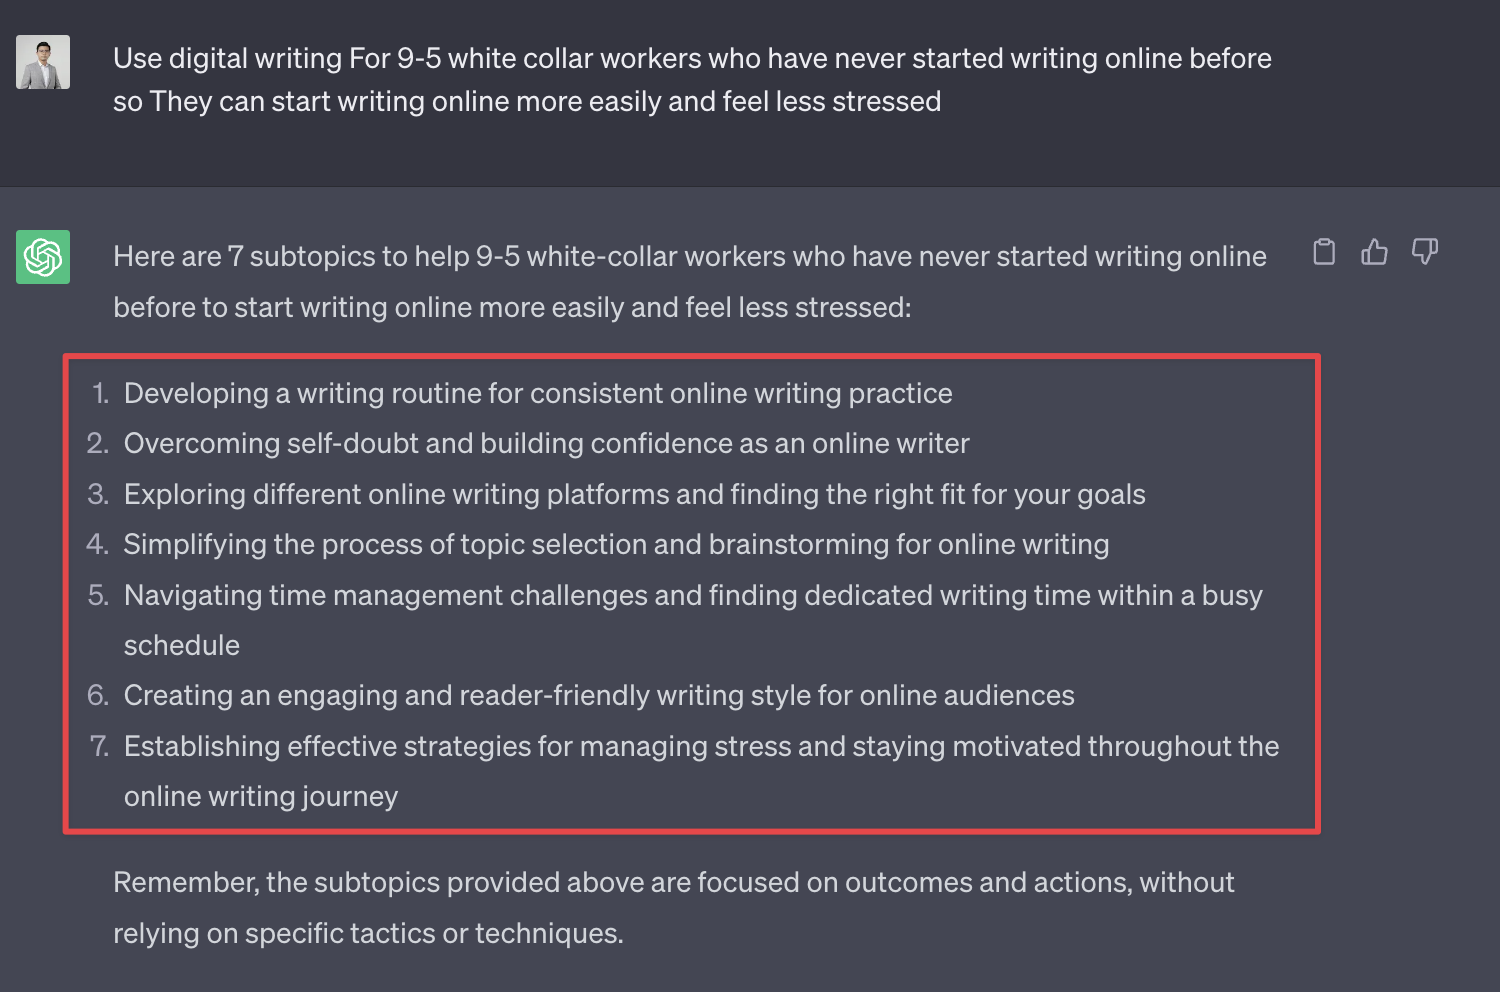 Use digital writing For 9-5 white collar workers who have never started writing online before
so They can start writing online more easily and feel less stressed
Here are 7 subtopics to help 9-5 white-collar workers who have never started writing online
before to start writing online more easily and feel less stressed:
1. Developing a writing routine for consistent online writing practice
2. Overcoming self-doubt and building confidence as an online writer
3. Exploring different online writing platforms and finding the right fit for your goals
4. Simplifying the process of topic selection and brainstorming for online writing
5. Navigating time management challenges and finding dedicated writing time within a busy
schedule
6. Creating an engaging and reader-friendly writing style for online audiences
7. Establishing effective strategies for managing stress and staying motivated throughout the
online writing journey
Remember, the subtopics provided above are focused on outcomes and actions, without
relying on specific tactics or techniques.